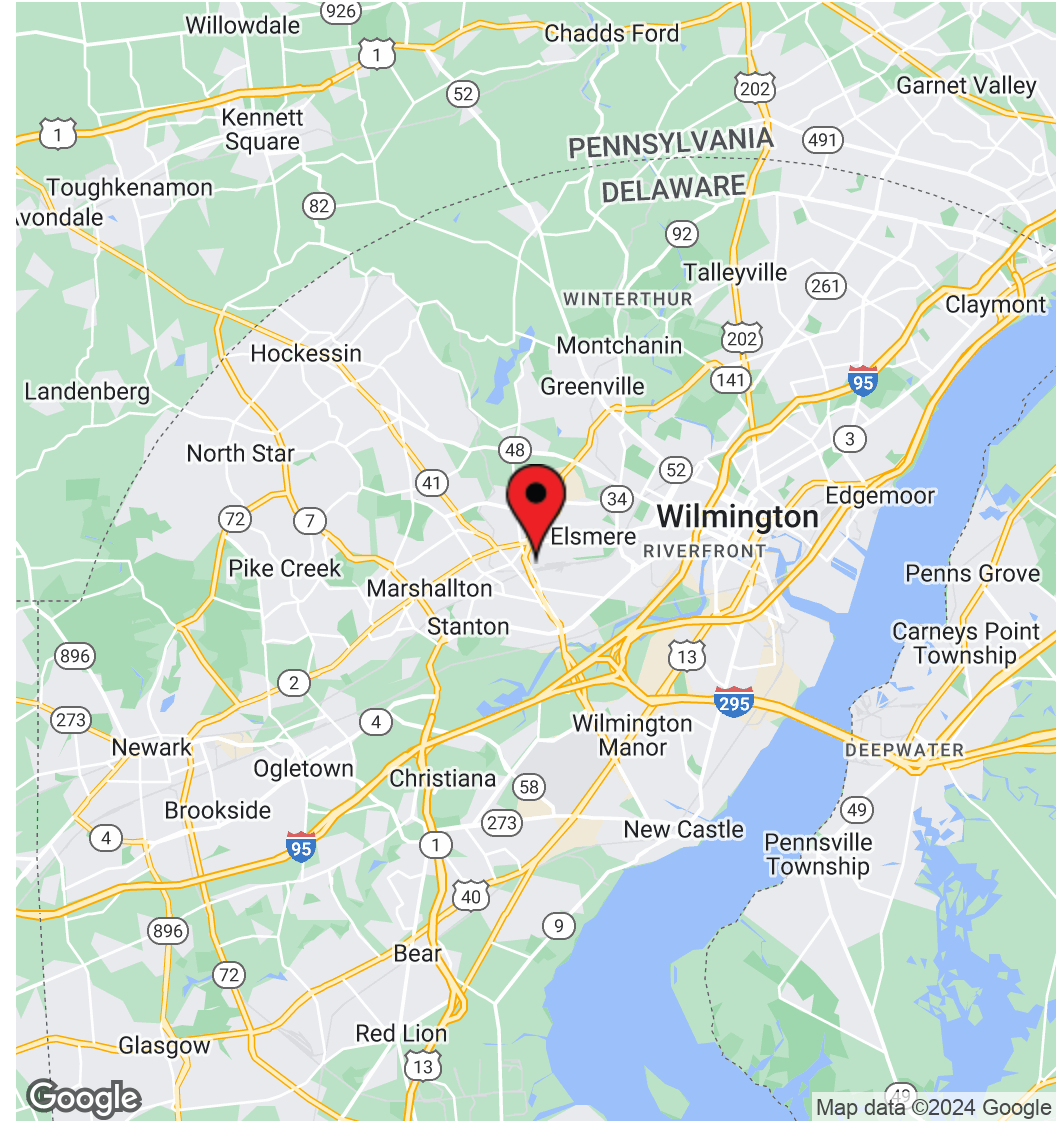 926
Willowdale
Chadds Ford
1
52
202
Garnet Valley
Kennett
Square
1
PENNSYLVANIA
491
DELAWARE
Toughkenamon
82
Avondale
92
Talleyville
261
WINTERTHUR
Claymont
202
Montchanin
Hockessin
141
95
Greenville
Landenberg
3
48
North Star
52
41
34
Edgemoor
72
7
Wilmington
Elsmere
RIVERFRONT
Pike Creek
Penns Grove
Marshallton
Stanton
Carneys Point
Township
896
13
2
295
273
4
Wilmington
Manor
Newark
DEEPWATER
Ogletown
Christiana
58
Brookside
49
273
New Castle
4
1
95
Pennsville
Township
40
9
896
Bear
72
Red Lion
Glasgow
13
49
Google
Map data ©2024 Google